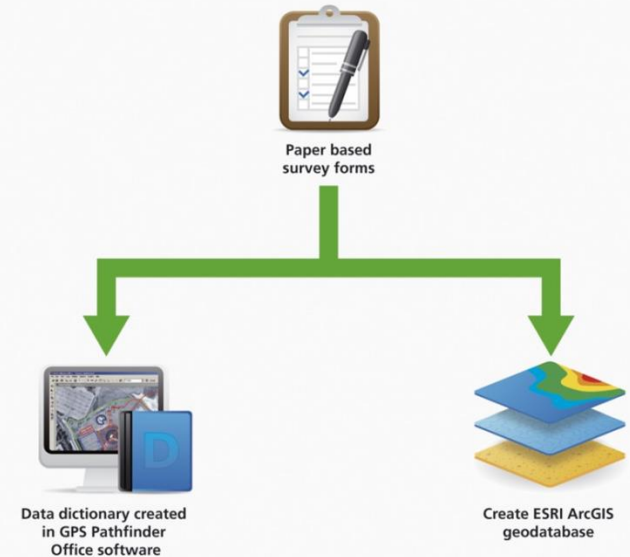 Paper based
survey forms
D
Data dictionary created
in GPS Pathfinder
Office software
Create ESRI ArcGIS
geodatabase